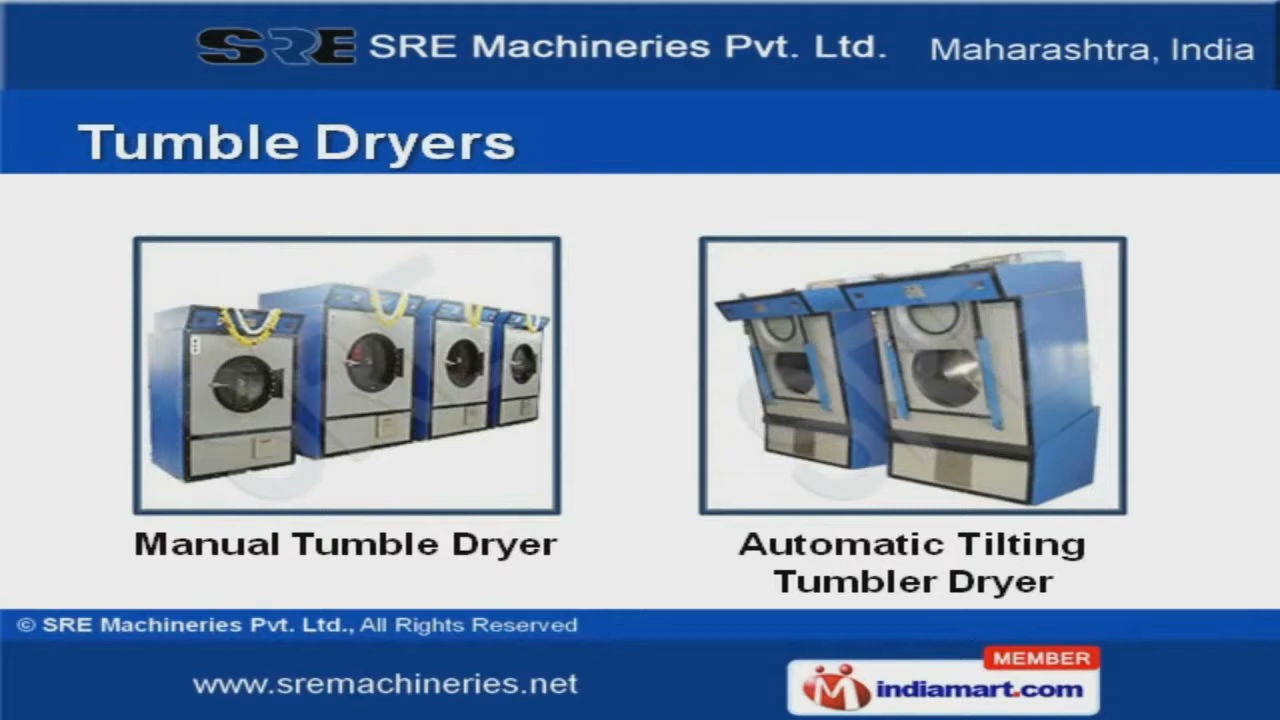 SRE SRE Machineries Pvt. Ltd. Maharashtra, India
Tumble Dryers
Manual Tumble Dryer
Automatic Tilting
Tumbler Dryer
© SRE Machineries Pvt. Ltd., All Rights Reserved
www.sremachineries.net
MEMBER
indiamart.com